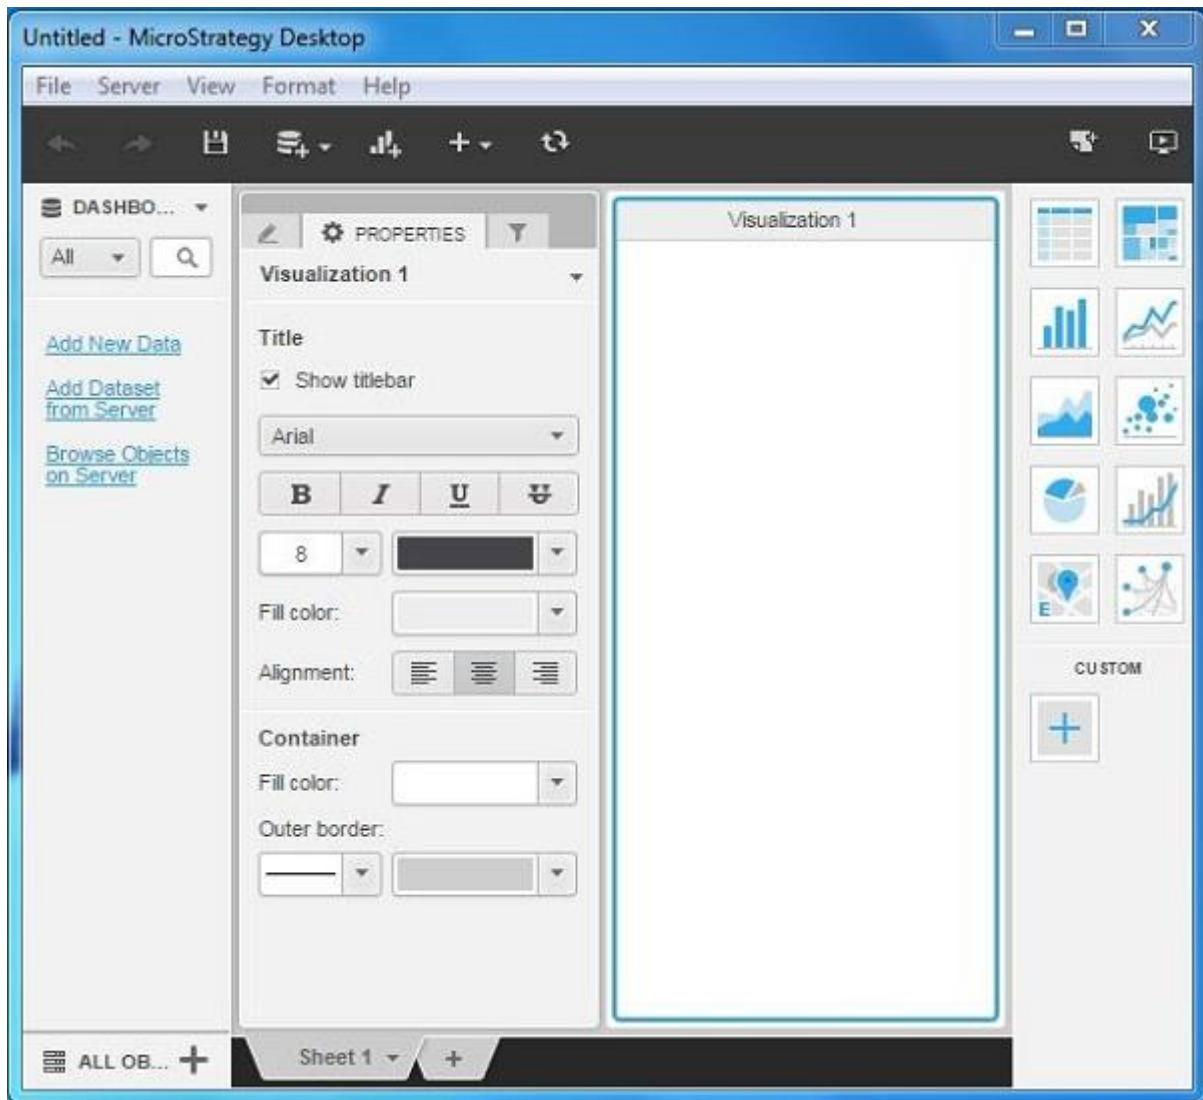 Untitled - MicroStrategy Desktop
File Server View Format Help
DASHBO...
All
Add New Data
Add Dataset
from Server
Browse Objects
on Server
ALL OB...
PROPERTIES
Visualization 1
Title
Show titlebar
Arial
B I U U
8
Fill color:
Alignment:
Container
Fill color:
Outer border:
Sheet 1
Visualization 1
E
CUSTOM